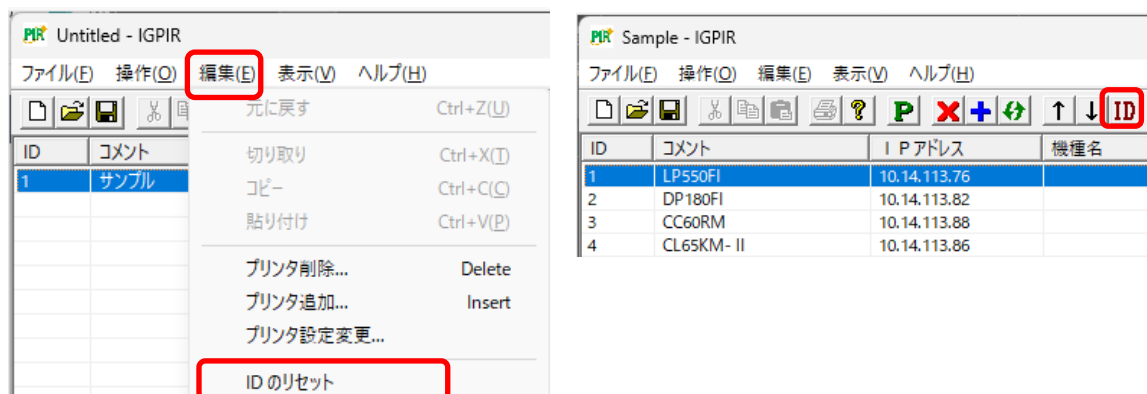 PIR Untitled - IGPIR
ファイル(F) 操作(O) 編集(E) 表示(V) ヘルプ(H)
元に戻す Ctrl+Z(U)
ID コメント
切り取り Ctrl+X(T)
1 サンプル
コピー Ctrl+C(C)
貼り付け Ctrl+V(P)
プリンタ削除... Delete
プリンタ追加... Insert
プリンタ設定変更...
ID のリセット
PIR Sample - IGPIR
ファイル(F) 操作(O) 編集(E) 表示(V) ヘルプ(H)
P ID
ID コメント ＩＰアドレス 機種名
1 LP550FI 10.14.113.76
2 DP180FI 10.14.113.82
3 CC60RM 10.14.113.88
4 CL65KM-Ⅱ 10.14.113.86